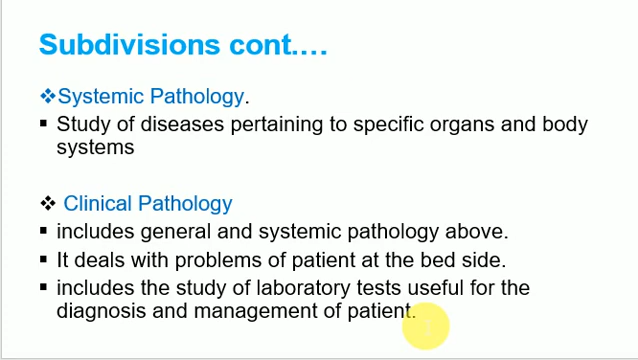 Subdivisions cont.…
❖Systemic Pathology.
▪ Study of diseases pertaining to specific organs and body
systems
❖ Clinical Pathology
▪ includes general and systemic pathology above.
▪ It deals with problems of patient at the bed side.
▪ includes the study of laboratory tests useful for the
diagnosis and management of patient.